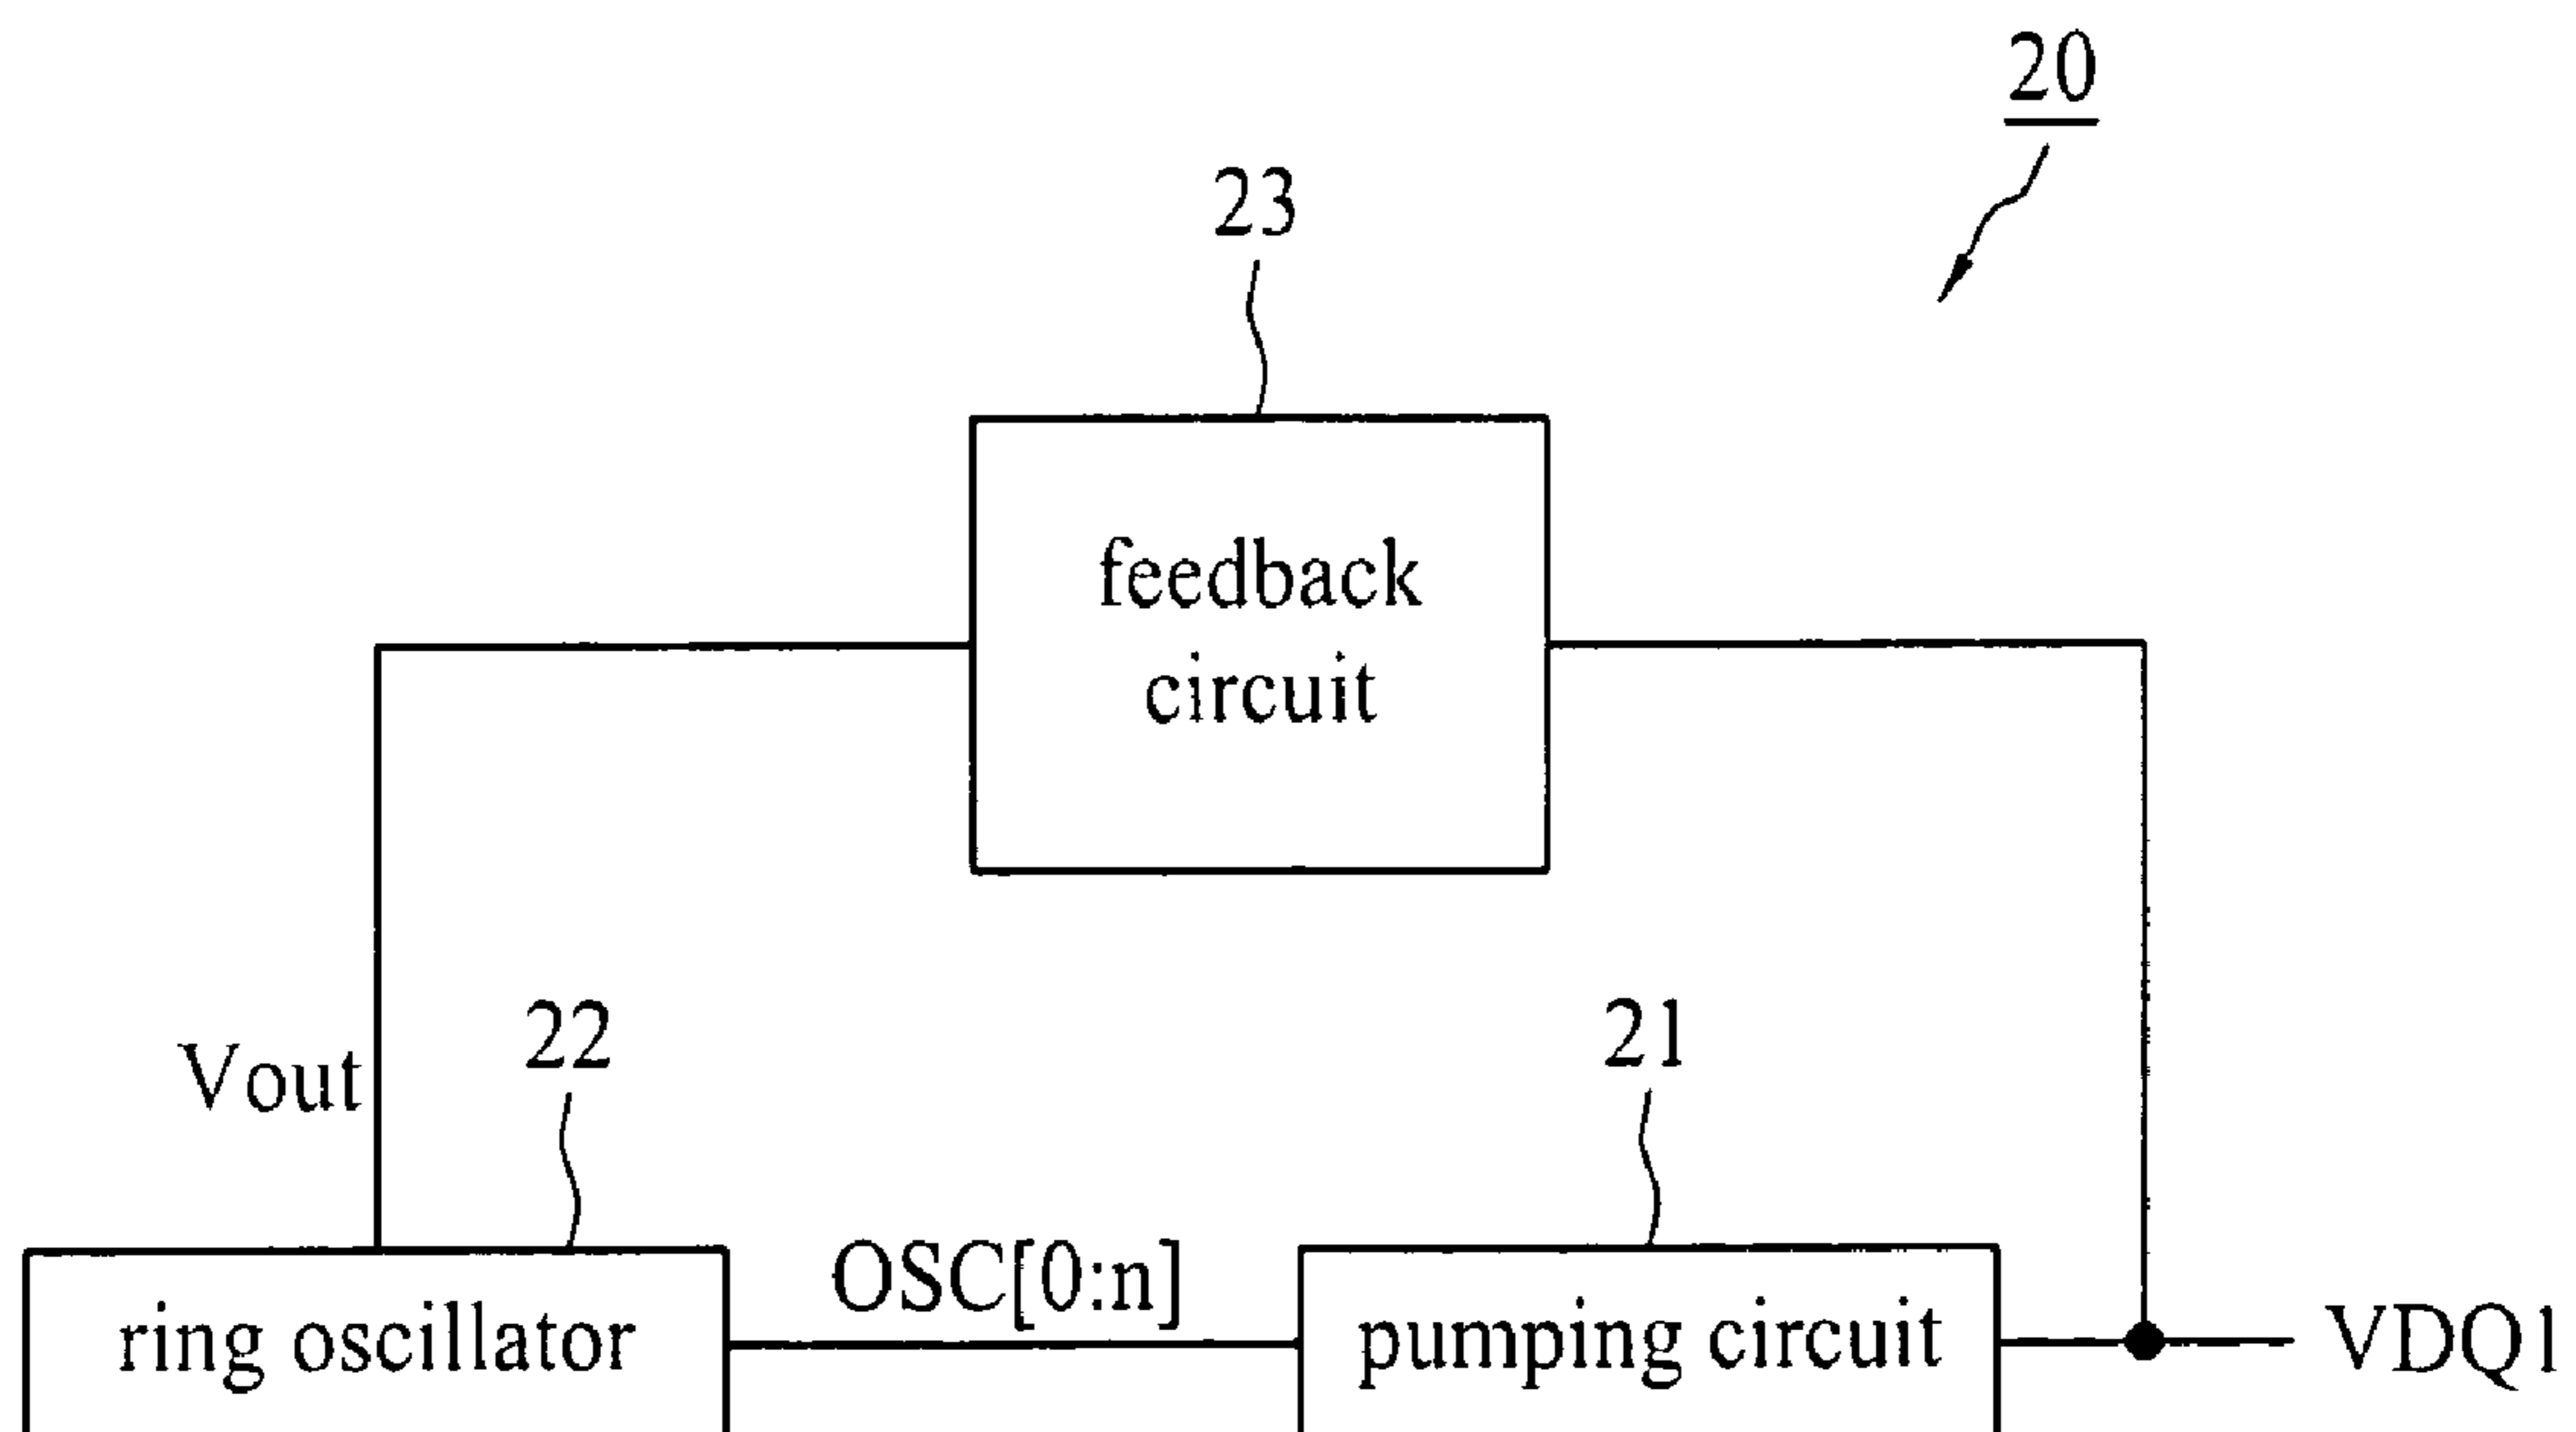 20
23
feedback
circuit
Vout
22
21
OSC[0:n]
ring oscillator
pumping circuit
VDQ1